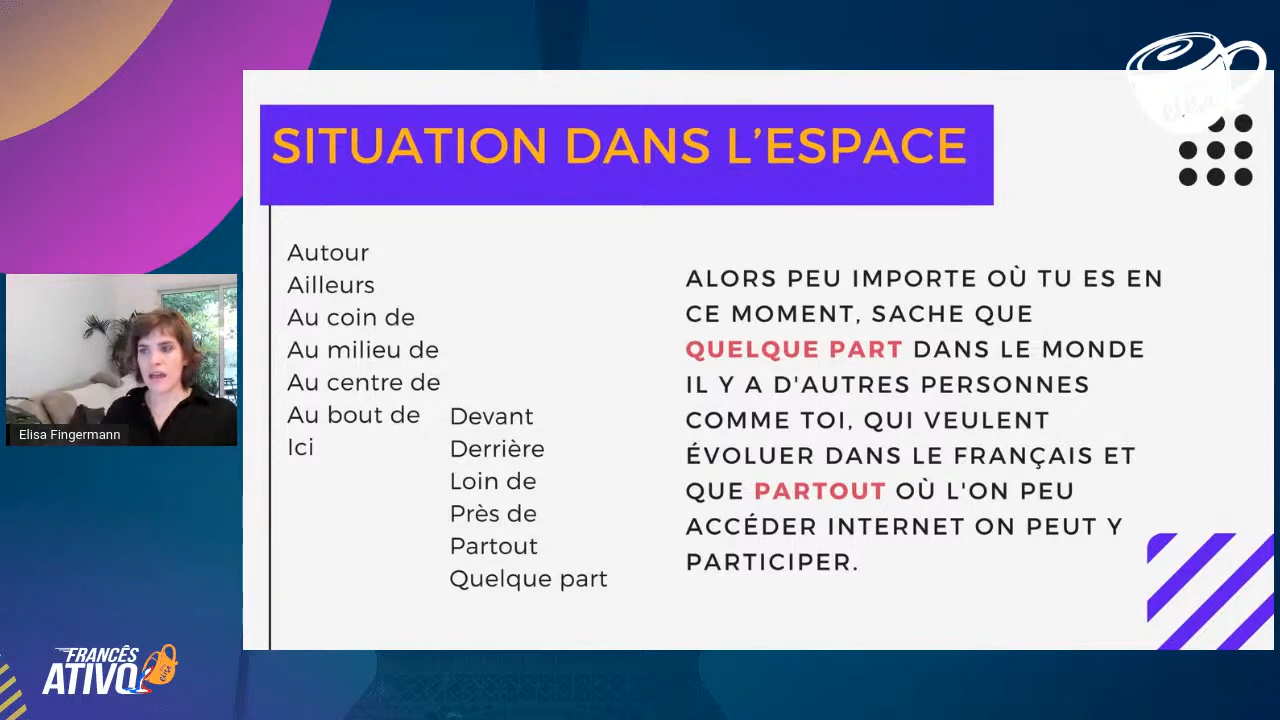 SITUATION DANS L’ESPACE
Autour
Ailleurs
Au coin de
Au milieu de
Au centre de
Au bout de
Ici
Devant
Derrière
Loin de
Près de
Partout
Quelque part
ALORS PEU IMPORTE OÙ TU ES EN
CE MOMENT, SACHE QUE
QUELQUE PART DANS LE MONDE
IL Y A D'AUTRES PERSONNES
COMME TOI, QUI VEULENT
ÉVOLUER DANS LE FRANÇAIS ET
QUE PARTOUT OÙ L'ON PEU
ACCÉDER INTERNET ON PEUT Y
PARTICIPER.
Elisa Fingermann
FRANCÊS
ATIVO